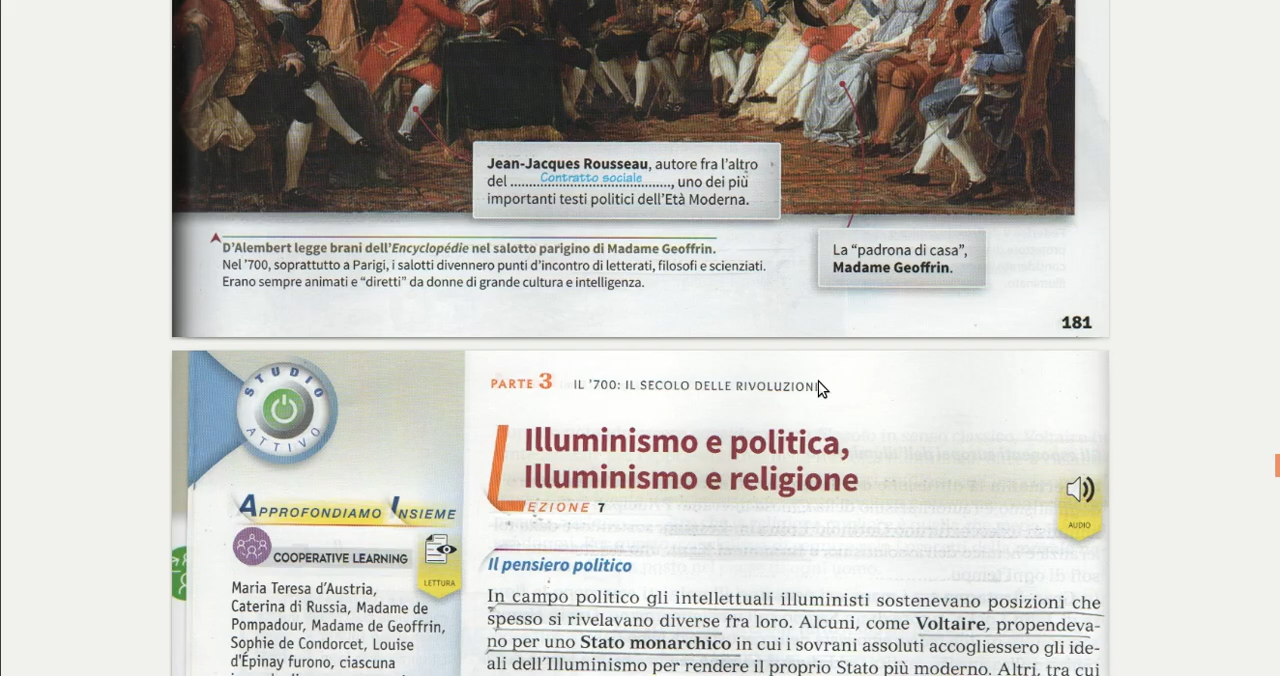 Jean-Jacques Rousseau, autore fra l'altro
del ...........Contratto sociale..........., uno dei più
importanti testi politici dell'Età Moderna.
La "padrona di casa",
Madame Geoffrin.
D'Alembert legge brani dell'Encyclopédie nel salotto parigino di Madame Geoffrin.
Nel '700, soprattutto a Parigi, i salotti divennero punti d'incontro di letterati, filosofi e scienziati.
Erano sempre animati e "diretti" da donne di grande cultura e intelligenza.
181
STUDIO
ATTIVO
APPROFONDIAMO INSIEME
COOPERATIVE LEARNING
LETTURA
Maria Teresa d'Austria,
Caterina di Russia, Madame de
Pompadour, Madame de Geoffrin,
Sophie de Condorcet, Louise
d'Épinay furono, ciascuna
PARTE 3 IL '700: IL SECOLO DELLE RIVOLUZIONI
Illuminismo e politica,
Illuminismo e religione
LEZIONE 7
AUDIO
Il pensiero politico
In campo politico gli intellettuali illuministi sostenevano posizioni che
spesso si rivelavano diverse fra loro. Alcuni, come Voltaire, propendeva-
no per uno Stato monarchico in cui i sovrani assoluti accogliessero gli ide-
ali dell'Illuminismo per rendere il proprio Stato più moderno. Altri, tra cui